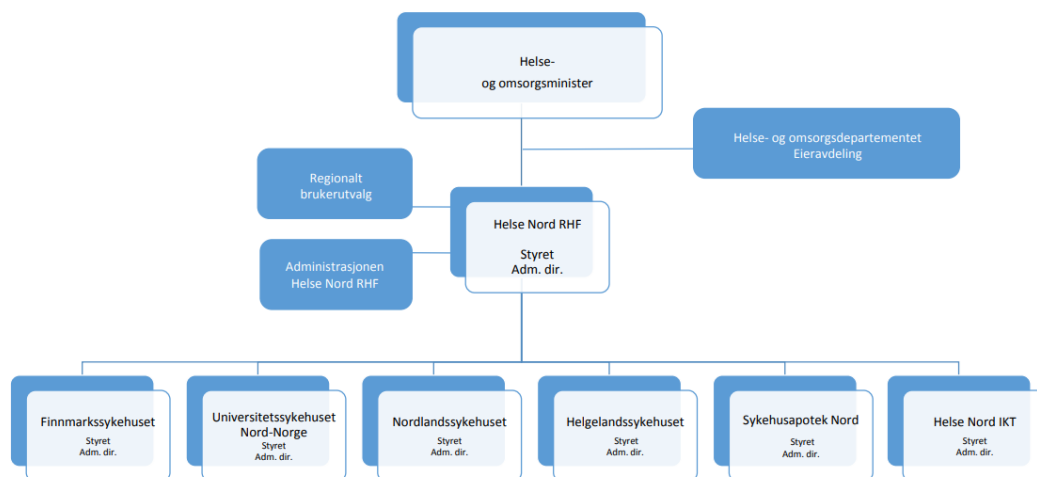 Helse-
og omsorgsminister
Helse- og omsorgsdepartementet
Eieravdeling
Regionalt
brukerutvalg
Helse Nord RHF
Styret
Adm. dir.
Administrasjonen
Helse Nord RHF
Finnmarkssykehuset
Styret
Adm. dir.
Universitetssykehuset
Nord-Norge
Styret
Adm. dir.
Nordlandssykehuset
Styret
Adm. dir.
Helgelandssykehuset
Styret
Adm. dir.
Sykehusapotek Nord
Styret
Adm. dir.
Helse Nord IKT
Styret
Adm. dir.